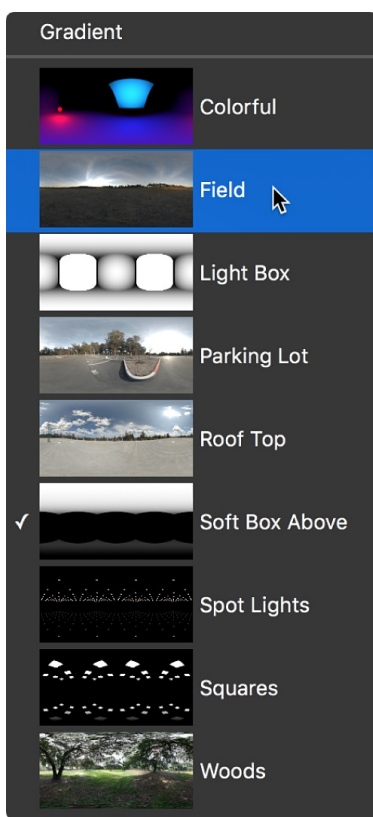 Gradient
Colorful
Field
Light Box
Parking Lot
Roof Top
Soft Box Above
Spot Lights
Squares
Woods